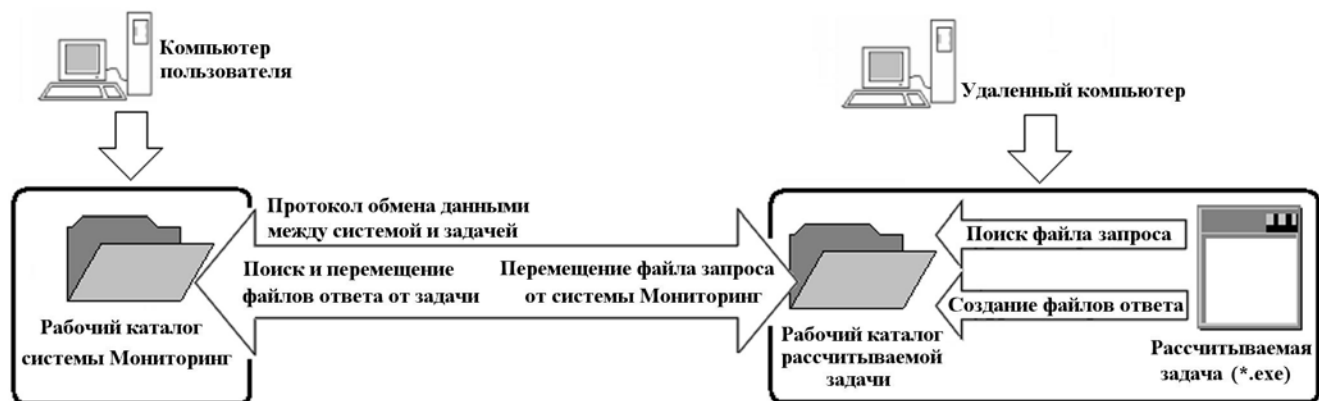 Компьютер
пользователя
Удаленный компьютер
Протокол обмена данными
между системой и задачей
Поиск и перемещение
файлов ответа от задачи
Перемещение файла запроса
от системы Мониторинг
Рабочий каталог
системы Мониторинг
Поиск файла запроса
Создание файлов ответа
Рабочий каталог
рассчитываемой
задачи
Рассчитываемая
задача (*.exe)